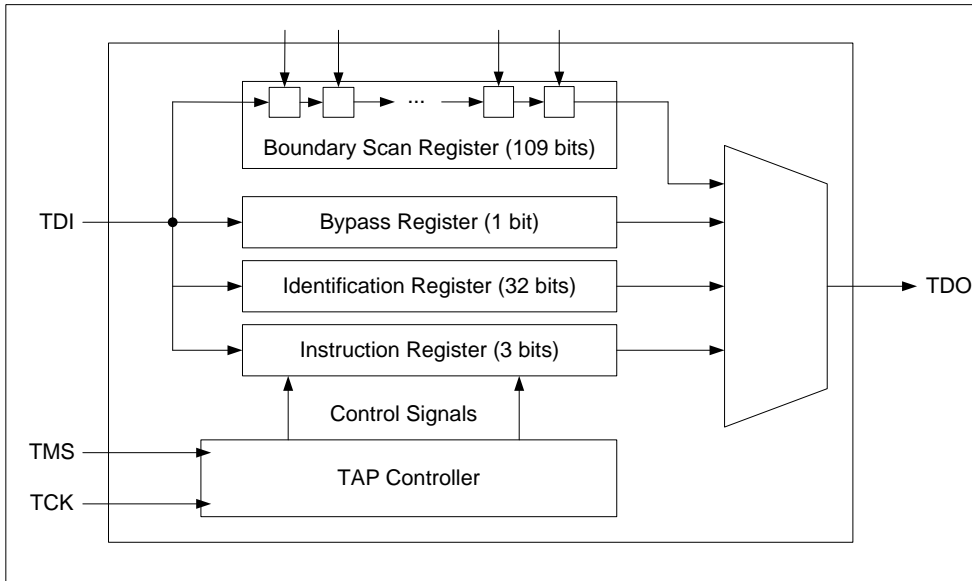 ...
Boundary Scan Register (109 bits)
TDI
Bypass Register (1 bit)
Identification Register (32 bits)
TDO
Instruction Register (3 bits)
Control Signals
TMS
TAP Controller
TCK